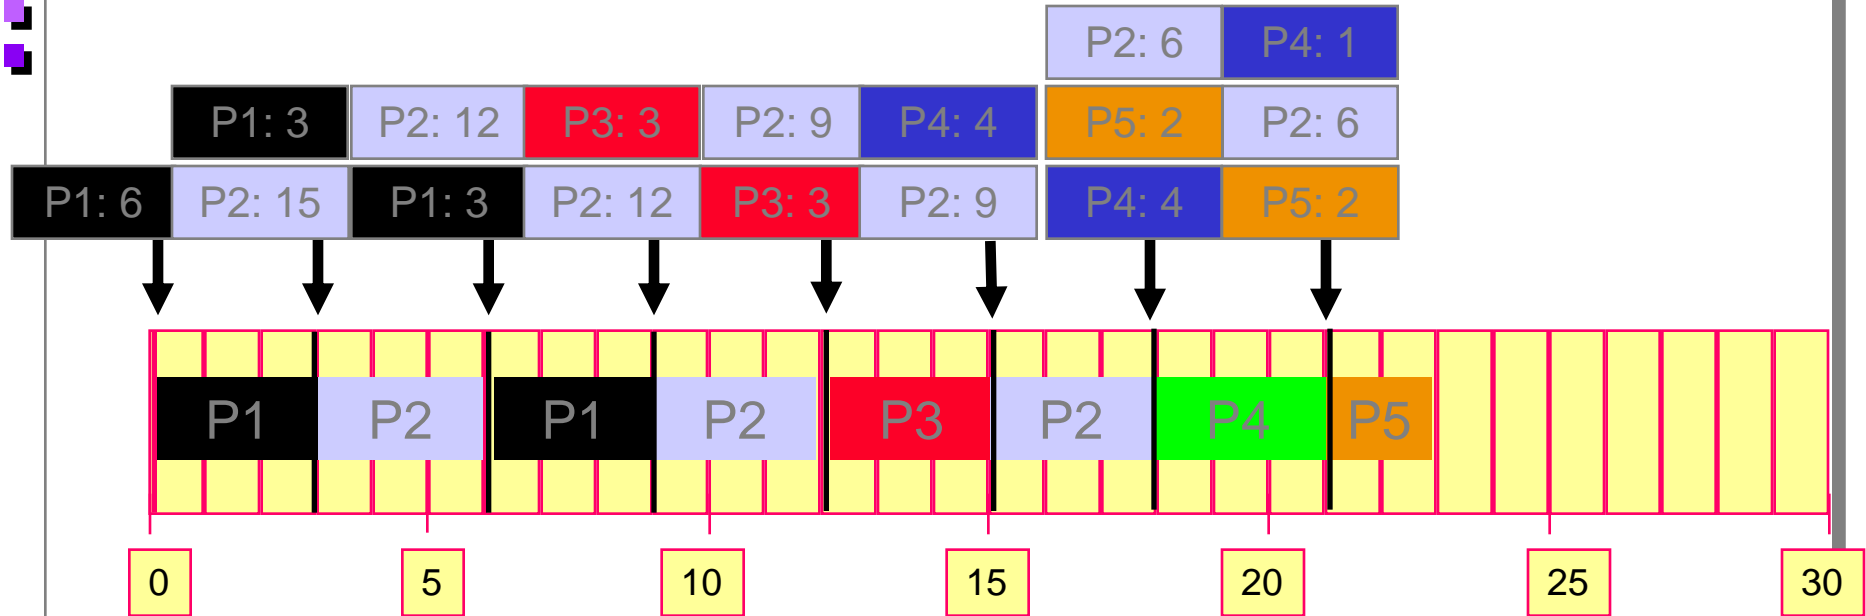 P2: 6 P4: 1
P1: 3 P2: 12 P3: 3 P2: 9 P4: 4 P5: 2 P2: 6
P1: 6 P2: 15 P1: 3 P2: 12 P3: 3 P2: 9 P4: 4 P5: 2
P1 P2 P1 P2 P3 P2 P4 P5
0 5 10 15 20 25 30